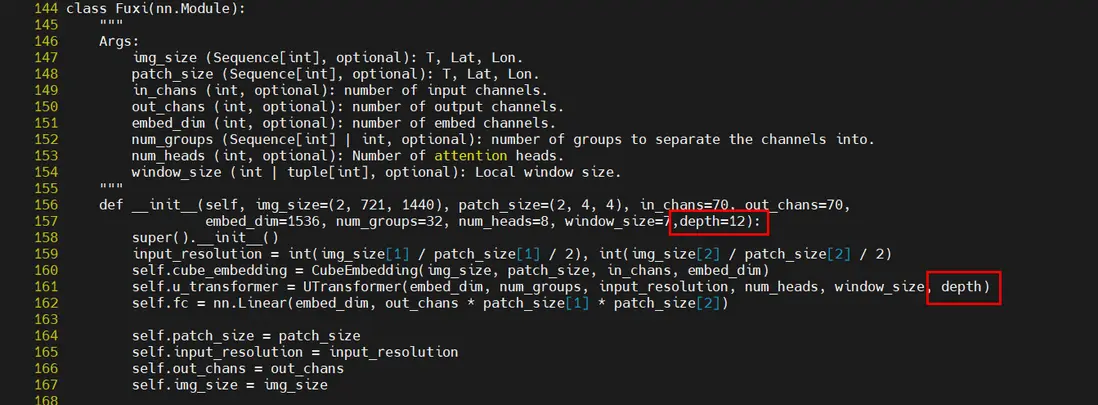 144 class Fuxi(nn.Module):
145     """
146     Args:
147         img_size (Sequence[int], optional): T, Lat, Lon.
148         patch_size (Sequence[int], optional): T, Lat, Lon.
149         in_chans (int, optional): number of input channels.
150         out_chans (int, optional): number of output channels.
151         embed_dim (int, optional): number of embed channels.
152         num_groups (Sequence[int] | int, optional): number of groups to separate the channels into.
153         num_heads (int, optional): Number of attention heads.
154         window_size (int | tuple[int], optional): Local window size.
155     """
156     def __init__(self, img_size=(2, 721, 1440), patch_size=(2, 4, 4), in_chans=70, out_chans=70,
157                  embed_dim=1536, num_groups=32, num_heads=8, window_size=7,depth=12):
158         super().__init__()
159         input_resolution = int(img_size[1] / patch_size[1] / 2), int(img_size[2] / patch_size[2] / 2)
160         self.cube_embedding = CubeEmbedding(img_size, patch_size, in_chans, embed_dim)
161         self.u_transformer = UTransformer(embed_dim, num_groups, input_resolution, num_heads, window_size, depth)
162         self.fc = nn.Linear(embed_dim, out_chans * patch_size[1] * patch_size[2])
163
164         self.patch_size = patch_size
165         self.input_resolution = input_resolution
166         self.out_chans = out_chans
167         self.img_size = img_size
168